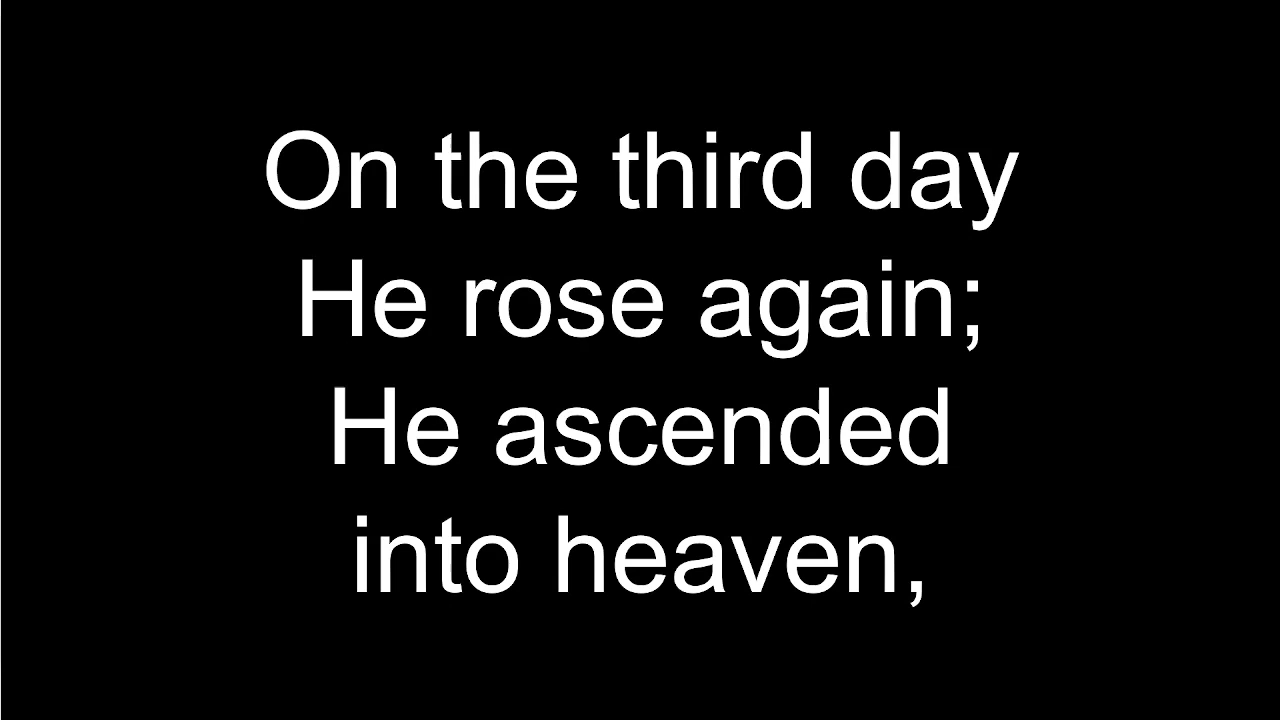 On the third day
He rose again;
He ascended
into heaven,